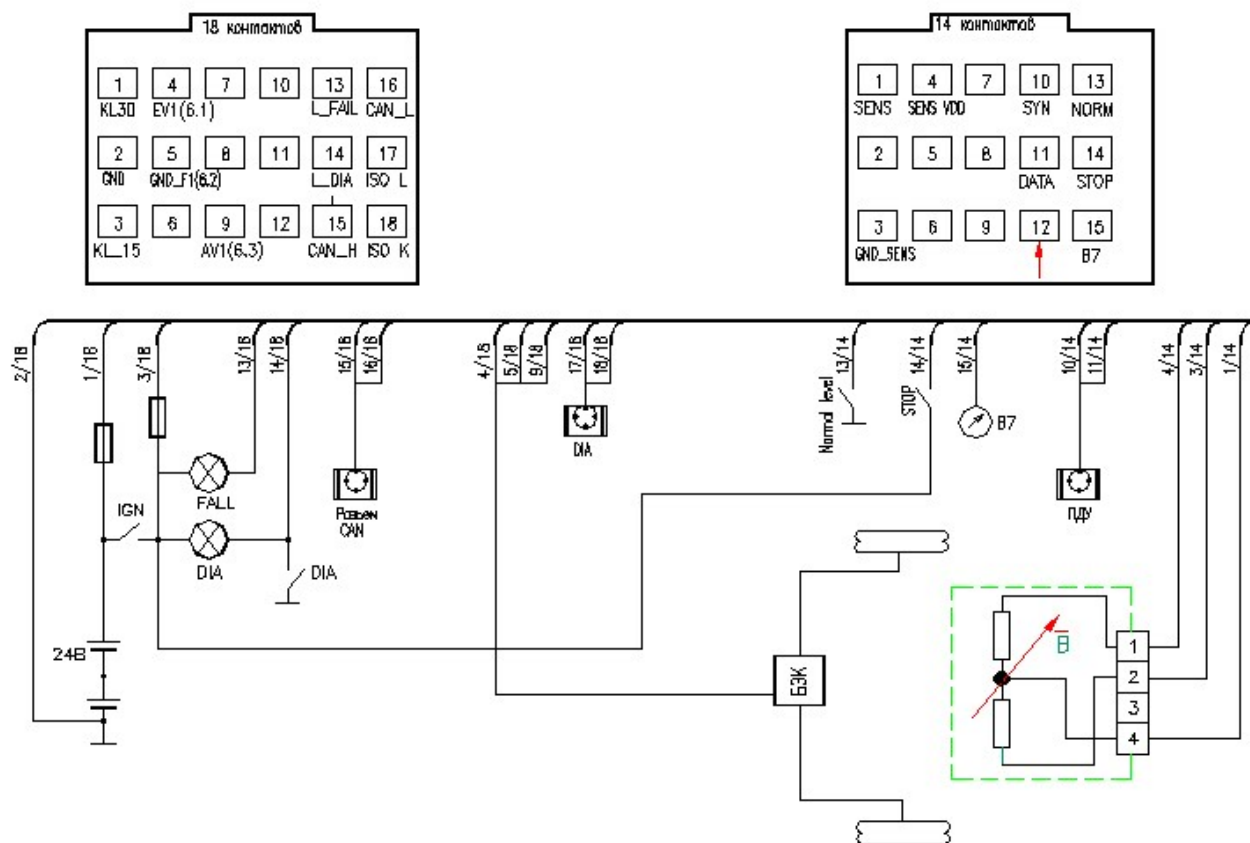 18 контактов
1 4 7 10 13 16
KL30 EV1(6.1) L_FAIL CAN_L
2 5 8 11 14 17
GND GND_F1(6.2) L_DIA ISO L
3 6 9 12 15 18
KL_15 AV1(6.3) CAN_H ISO K
14 контактов
1 4 7 10 13
SENS SENS VDD SYN NORM
2 5 8 11 14
DATA STOP
3 6 9 12 15
GND_SENS B7
2/18 1/18 3/18 13/18 14/18 15/18 16/18 4/18 5/18 9/18 17/18 18/18 13/14 14/14 15/14 10/14 11/14 4/14 3/14 1/14
Normal level
STOP
B7
DIA
FALL
Разъем
CAN
ПДУ
IGN
DIA
DIA
24В
БЭК
B
1
2
3
4